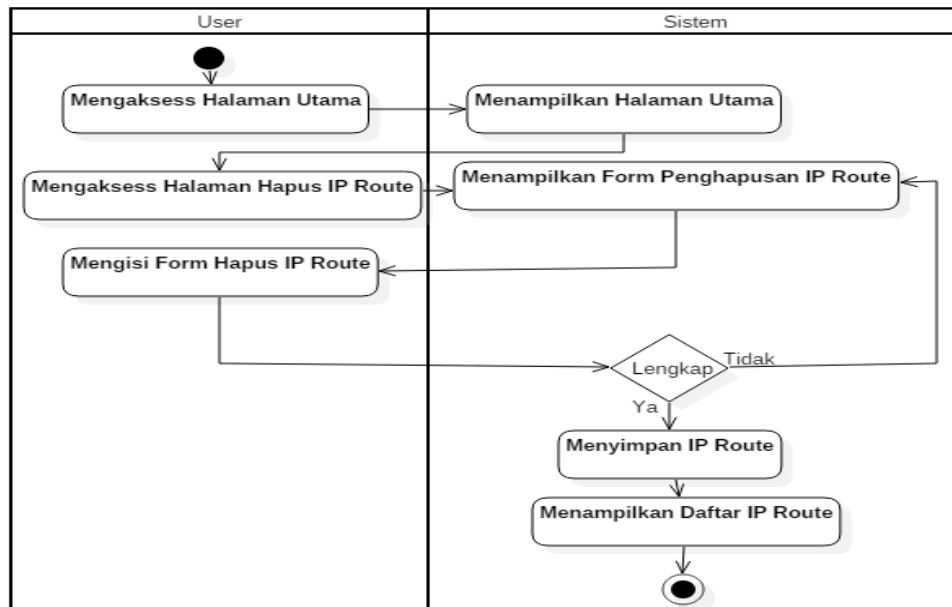 User
Sistem
Mengaksess Halaman Utama
Menampilkan Halaman Utama
Mengaksess Halaman Hapus IP Route
Menampilkan Form Penghapusan IP Route
Mengisi Form Hapus IP Route
Lengkap
Tidak
Ya
Menyimpan IP Route
Menampilkan Daftar IP Route